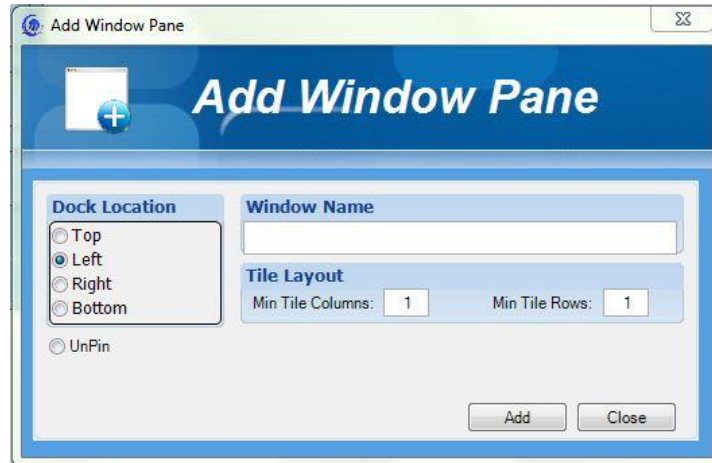 Add Window Pane
Add Window Pane
Dock Location
Top
Left
Right
Bottom
UnPin
Window Name
Tile Layout
Min Tile Columns: 1 Min Tile Rows: 1
Add Close